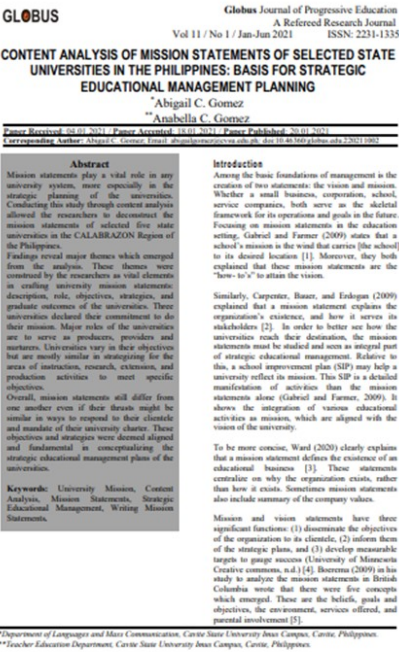 GLOBUS
Globus Journal of Progressive Education
A Refereed Research Journal
Vol 11 / No 1 / Jan-Jun 2021 ISSN: 2231-1335
CONTENT ANALYSIS OF MISSION STATEMENTS OF SELECTED STATE
UNIVERSITIES IN THE PHILIPPINES: BASIS FOR STRATEGIC
EDUCATIONAL MANAGEMENT PLANNING
*Abigail C. Gomez
**Anabella C. Gomez
Paper Received: 04.01.2021 / Paper Accepted: 18.01.2021 / Paper Published: 20.01.2021
Corresponding Author: Abigail C. Gomez; Email: abigailgomez@cvsu.edu.ph; doi:10.46360/globus.edu.220211002
Abstract
Mission statements play a vital role in any
university system, more especially in the
strategic planning of the universities.
Conducting this study through content analysis
allowed the researchers to deconstruct the
mission statements of selected five state
universities in the CALABRAZON Region of
the Philippines.
Findings reveal major themes which emerged
from the analysis. These themes were
construed by the researchers as vital elements
in crafting university mission statements:
description, role, objectives, strategies, and
graduate outcomes of the universities. Three
universities declared their commitment to do
their mission. Major roles of the universities
are to serve as producers, providers and
nurturers. Universities vary in their objectives
but are mostly similar in strategizing for the
areas of instruction, research, extension, and
production activities to meet specific
objectives.
Overall, mission statements still differ from
one another even if their thrusts might be
similar in ways to respond to their clientele
and mandate of their university charter. These
objectives and strategies were deemed aligned
and fundamental in conceptualizing the
strategic educational management plans of the
universities.
Keywords: University Mission, Content
Analysis, Mission Statements, Strategic
Educational Management, Writing Mission
Statements.
Introduction
Among the basic foundations of management is the
creation of two statements: the vision and mission.
Whether a small business, corporation, school,
service companies, both serve as the skeletal
framework for its operations and goals in the future.
Focusing on mission statements in the education
setting, Gabriel and Farmer (2009) states that a
school's mission is the wind that carries [the school]
to its desired location [1]. Moreover, they both
explained that these mission statements are the
"how- to's" to attain the vision.
Similarly, Carpenter, Bauer, and Erdogan (2009)
explained a mission statement explains the
organization's existence, and how it serves its
stakeholders [2]. In order to better see how the
universities reach their destination, the mission
statements must be studied and seen as integral part
of strategic educational management. Relative to
this, a school improvement plan (SIP) may help a
university reflect its mission. This SIP is a detailed
manifestation of activities than the mission
statements alone (Gabriel and Farmer, 2009). It
shows the integration of various educational
activities as mission, which are aligned with the
vision of the university.
To be more concise, Ward (2020) clearly explains
that a mission statement defines the existence of an
educational business [3]. These statements
centralize on why the organization exists, rather
than how it exists. Sometimes mission statements
also include summary of the company values.
Mission and vision statements have three
significant functions: (1) disseminate the objectives
of the organization to its clientele, (2) inform them
of the strategic plans, and (3) develop measurable
targets to gauge success (University of Minnesota
Creative commons, n.d.) [4]. Boerema (2009) in his
study to analyze the mission statements in British
Columbia wrote that there were five concepts
which emerged. These are the beliefs, goals and
objectives, the environment, services offered, and
parental involvement [5].
*Department of Languages and Mass Communication, Cavite State University Imus Campus, Cavite, Philippines.
**Teacher Education Department, Cavite State University Imus Campus, Cavite, Philippines.